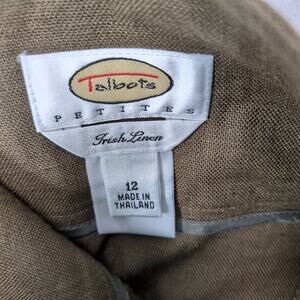 Talbots
PETITES
Irish Linen
12
MADE IN
THAILAND